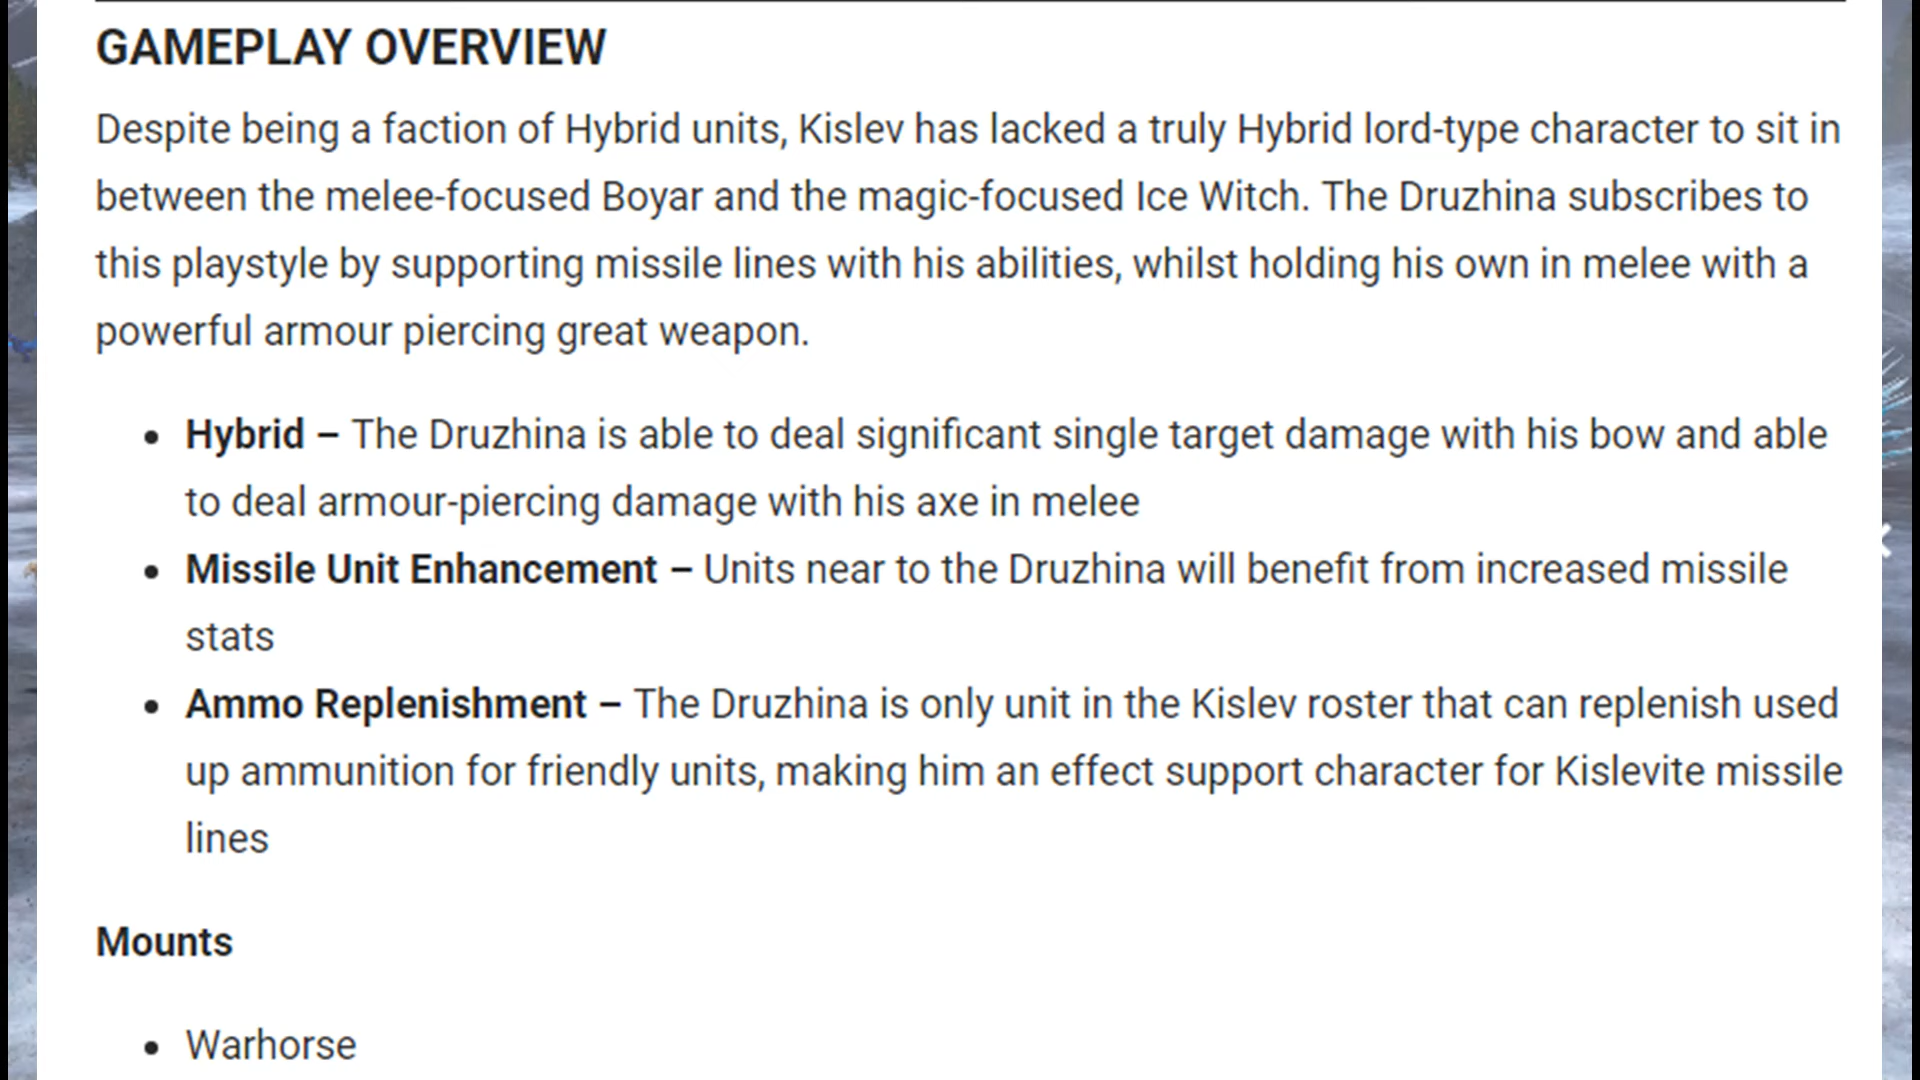 GAMEPLAY OVERVIEW
Despite being a faction of Hybrid units, Kislev has lacked a truly Hybrid lord-type character to sit in
between the melee-focused Boyar and the magic-focused Ice Witch. The Druzhina subscribes to
this playstyle by supporting missile lines with his abilities, whilst holding his own in melee with a
powerful armour piercing great weapon.
• Hybrid – The Druzhina is able to deal significant single target damage with his bow and able
to deal armour-piercing damage with his axe in melee
• Missile Unit Enhancement – Units near to the Druzhina will benefit from increased missile
stats
• Ammo Replenishment – The Druzhina is only unit in the Kislev roster that can replenish used
up ammunition for friendly units, making him an effect support character for Kislevite missile
lines
Mounts
• Warhorse